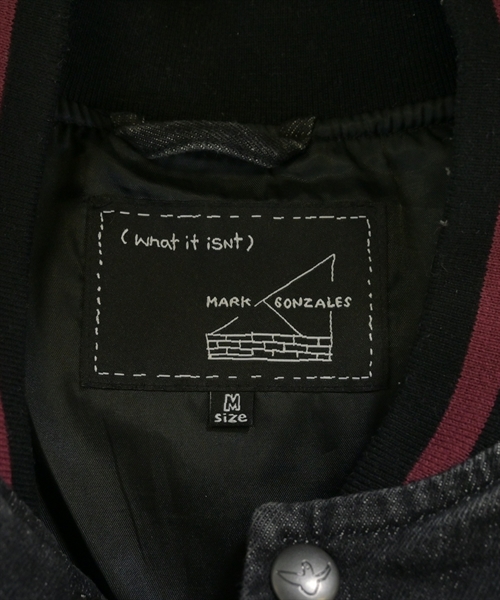 (what it isnt)
MARK GONZALES
M
size